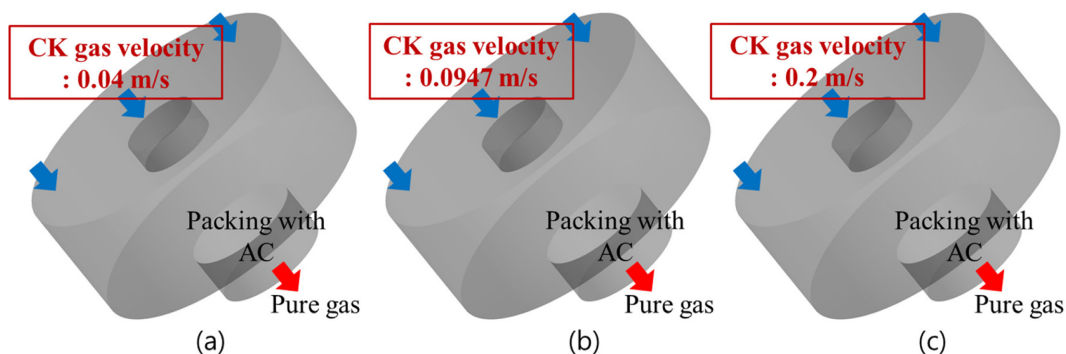 CK gas velocity
: 0.04 m/s
Packing with
AC
Pure gas
(a)
CK gas velocity
: 0.0947 m/s
Packing with
AC
Pure gas
(b)
CK gas velocity
: 0.2 m/s
Packing with
AC
Pure gas
(c)